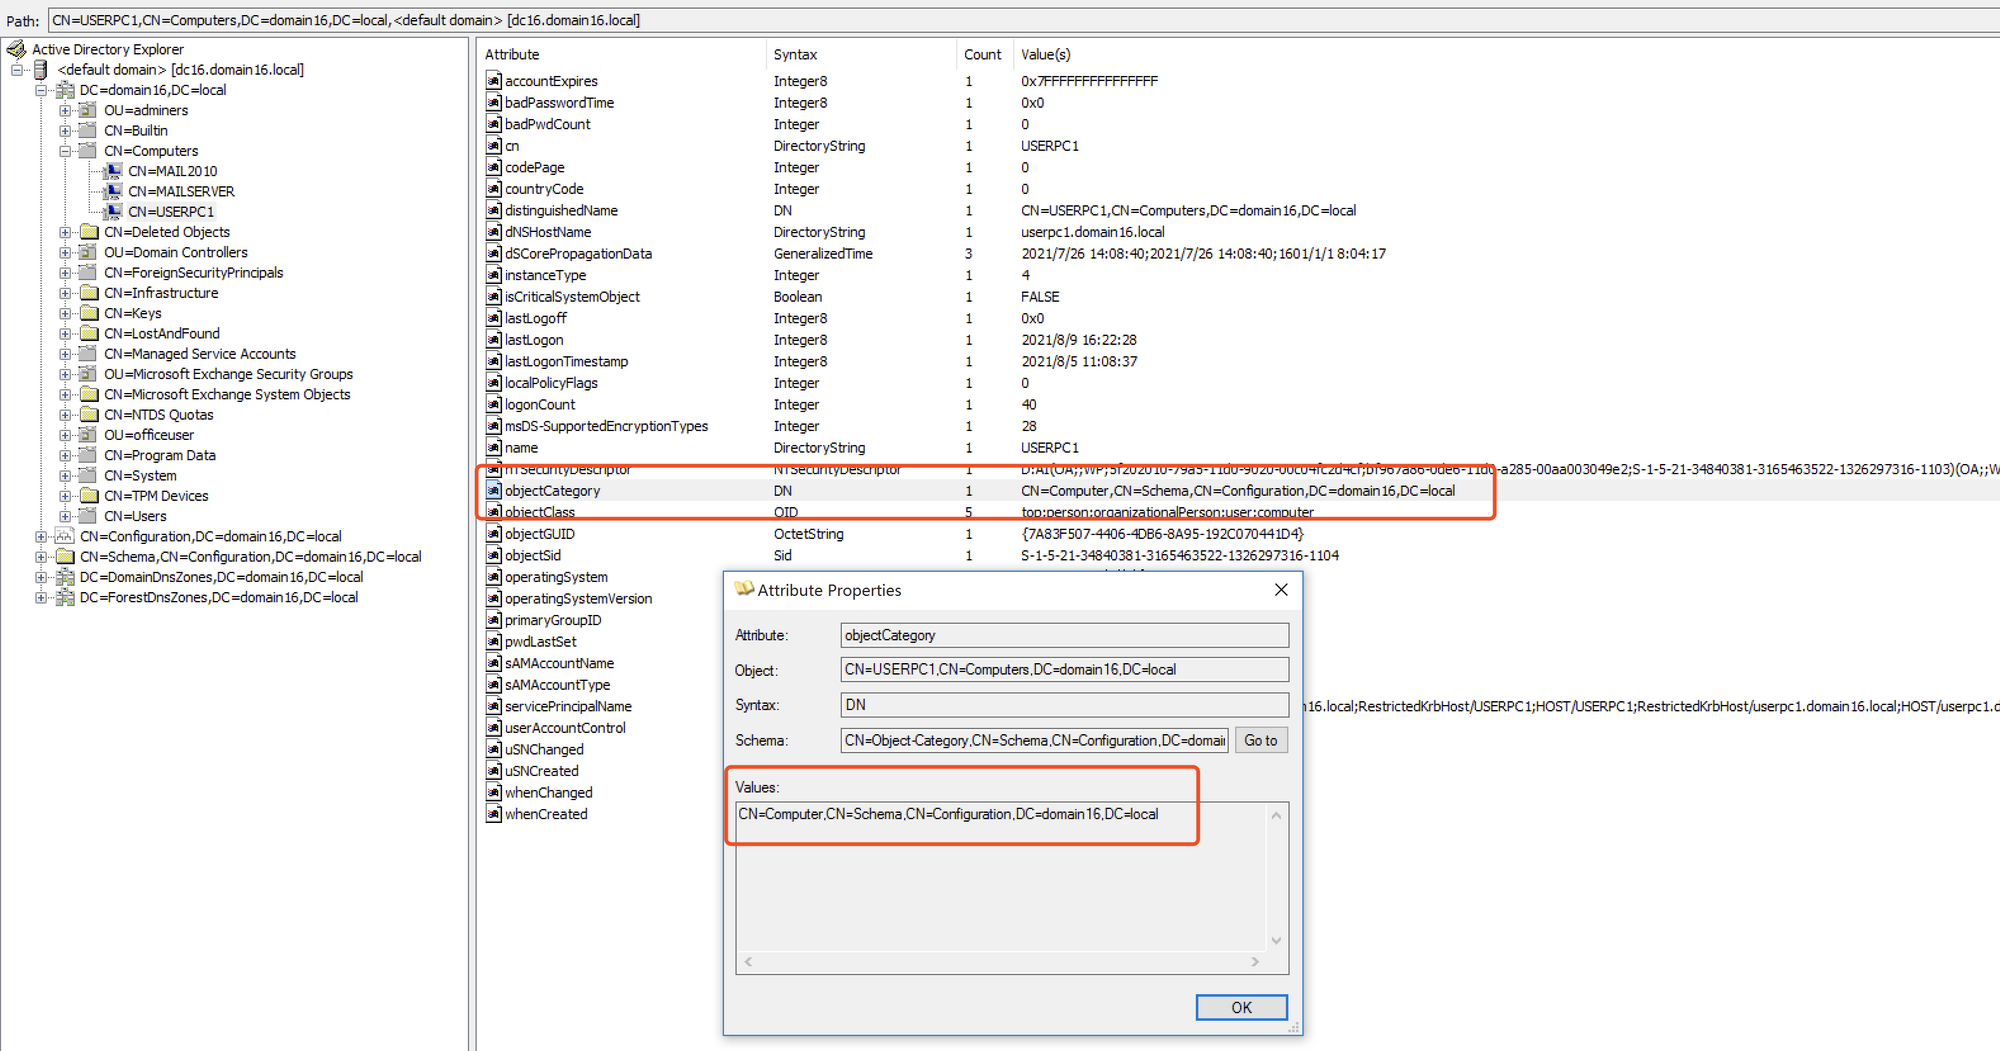 Path: CN=USERPC1,CN=Computers,DC=domain16,DC=local,<default domain> [dc16.domain16.local]
Active Directory Explorer
<default domain> [dc16.domain16.local]
DC=domain16,DC=local
OU=adminers
CN=Builtin
CN=Computers
CN=MAIL2010
CN=MAILSERVER
CN=USERPC1
CN=Deleted Objects
OU=Domain Controllers
CN=ForeignSecurityPrincipals
CN=Infrastructure
CN=Keys
CN=LostAndFound
CN=Managed Service Accounts
OU=Microsoft Exchange Security Groups
CN=Microsoft Exchange System Objects
CN=NTDS Quotas
OU=officeuser
CN=Program Data
CN=System
CN=TPM Devices
CN=Users
CN=Configuration,DC=domain16,DC=local
CN=Schema,CN=Configuration,DC=domain16,DC=local
DC=DomainDnsZones,DC=domain16,DC=local
DC=ForestDnsZones,DC=domain16,DC=local
Attribute Syntax Count Value(s)
accountExpires Integer8 1 0x7FFFFFFFFFFFFFFF
badPasswordTime Integer8 1 0x0
badPwdCount Integer 1 0
cn DirectoryString 1 USERPC1
codePage Integer 1 0
countryCode Integer 1 0
distinguishedName DN 1 CN=USERPC1,CN=Computers,DC=domain16,DC=local
dNSHostName DirectoryString 1 userpc1.domain16.local
dSCorePropagationData GeneralizedTime 3 2021/7/26 14:08:40;2021/7/26 14:08:40;1601/1/1 8:04:17
instanceType Integer 1 4
isCriticalSystemObject Boolean 1 FALSE
lastLogoff Integer8 1 0x0
lastLogon Integer8 1 2021/8/9 16:22:28
lastLogonTimestamp Integer8 1 2021/8/5 11:08:37
localPolicyFlags Integer 1 0
logonCount Integer 1 40
msDS-SupportedEncryptionTypes Integer 1 28
name DirectoryString 1 USERPC1
nTSecurityDescriptor NTSecurityDescriptor 1 D:AI(OA;;WP;5f202010-79a5-11d0-9020-00c04fc2d4cf;bf967a86-0de6-11d0-a285-00aa003049e2;S-1-5-21-34840381-3165463522-1326297316-1103)(OA;;W
objectCategory DN 1 CN=Computer,CN=Schema,CN=Configuration,DC=domain16,DC=local
objectClass OID 5 top;person;organizationalPerson;user;computer
objectGUID OctetString 1 {7A83F507-4406-4DB6-8A95-192C070441D4}
objectSid Sid 1 S-1-5-21-34840381-3165463522-1326297316-1104
operatingSystem
operatingSystemVersion
primaryGroupID
pwdLastSet
sAMAccountName
sAMAccountType
servicePrincipalName n16.local;RestrictedKrbHost/USERPC1;HOST/USERPC1;RestrictedKrbHost/userpc1.domain16.local;HOST/userpc1.d
userAccountControl
uSNChanged
uSNCreated
whenChanged
whenCreated
Attribute Properties
Attribute: objectCategory
Object: CN=USERPC1,CN=Computers,DC=domain16,DC=local
Syntax: DN
Schema: CN=Object-Category,CN=Schema,CN=Configuration,DC=domai Go to
Values:
CN=Computer,CN=Schema,CN=Configuration,DC=domain16,DC=local
OK